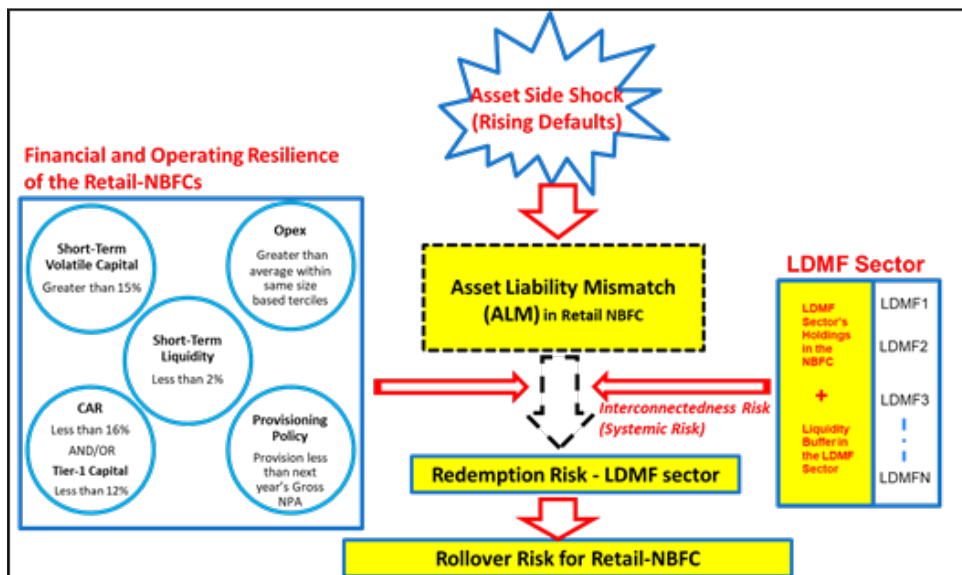 Asset Side Shock
(Rising Defaults)
Financial and Operating Resilience
of the Retail-NBFCs
Short-Term
Volatile Capital
Greater than 15%
Opex
Greater than
average within
same size
based terciles
Short-Term
Liquidity
Less than 2%
CAR
Less than 16%
AND/OR
Tier-1 Capital
Less than 12%
Provisioning
Policy
Provision less
than next
year's Gross
NPA
Asset Liability Mismatch
(ALM) in Retail NBFC
Interconnectedness Risk
(Systemic Risk)
Redemption Risk - LDMF sector
Rollover Risk for Retail-NBFC
LDMF Sector
LDMF
Sector's
Holdings
in the
NBFC
+
Liquidity
Buffer in
the LDMF
Sector
LDMF1
LDMF2
LDMF3
LDMFN